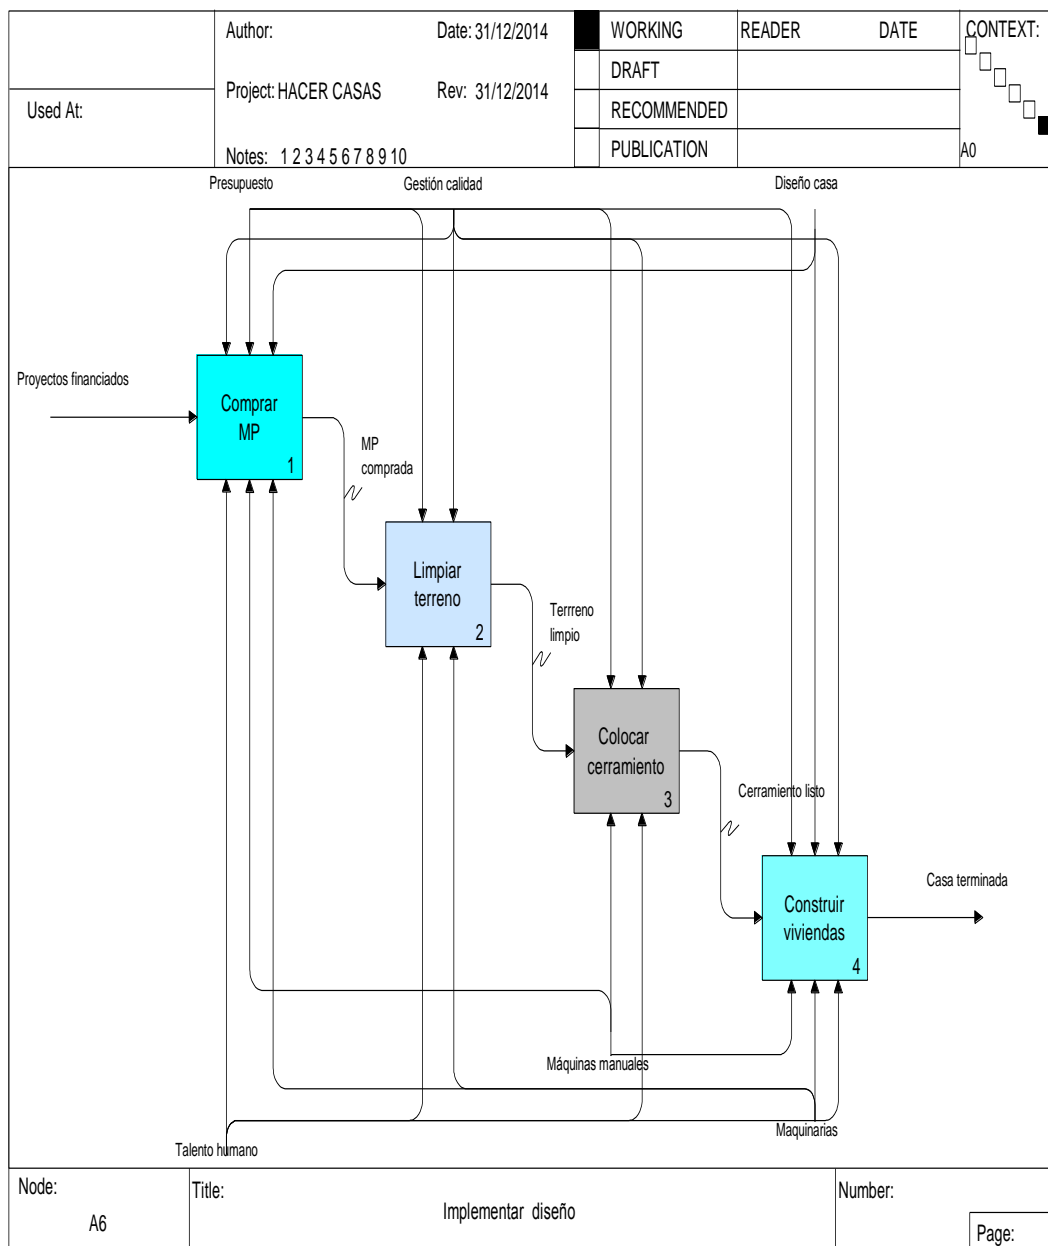 Author:
Date: 31/12/2014
WORKING
READER
DATE
CONTEXT:
DRAFT
Used At:
Project: HACER CASAS
Rev: 31/12/2014
RECOMMENDED
Notes: 1 2 3 4 5 6 7 8 9 10
PUBLICATION
A0
Presupuesto
Gestión calidad
Diseño casa
Proyectos financiados
Comprar
MP
1
MP
comprada
Limpiar
terreno
2
Terrreno
limpio
Colocar
cerramiento
3
Cerramiento listo
Construir
viviendas
4
Casa terminada
Máquinas manuales
Maquinarias
Talento humano
Node:
A6
Title:
Implementar diseño
Number:
Page: